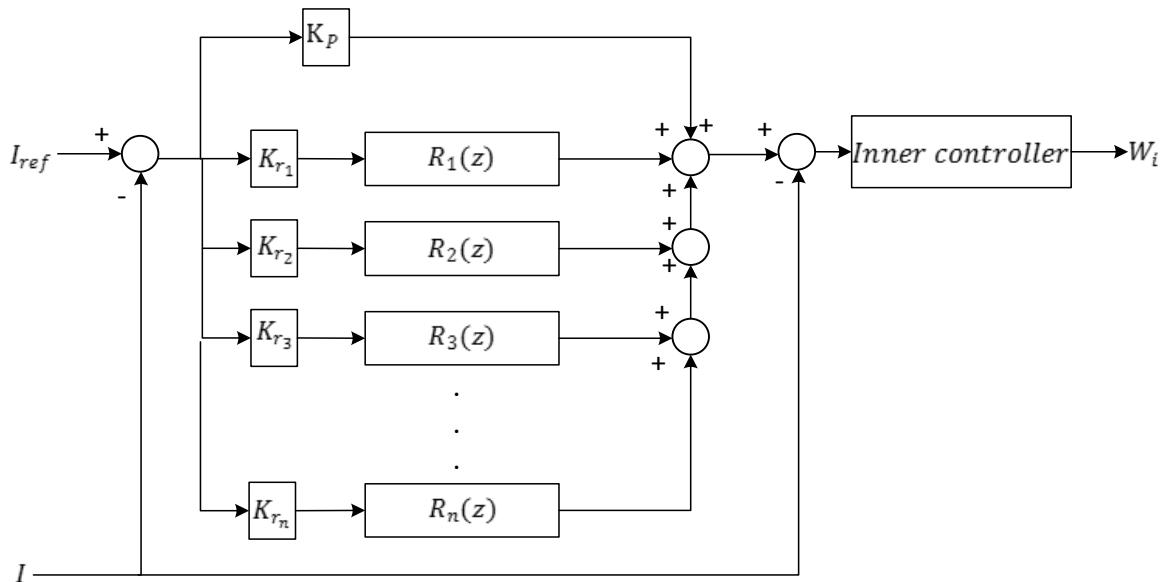 K_P
+
+ + +
I_ref K_r1 R_1(z) Inner controller W_i
- + -
+
K_r2 R_2(z) +
+
K_r3 R_3(z)
+
.
.
.
K_rn R_n(z)
I